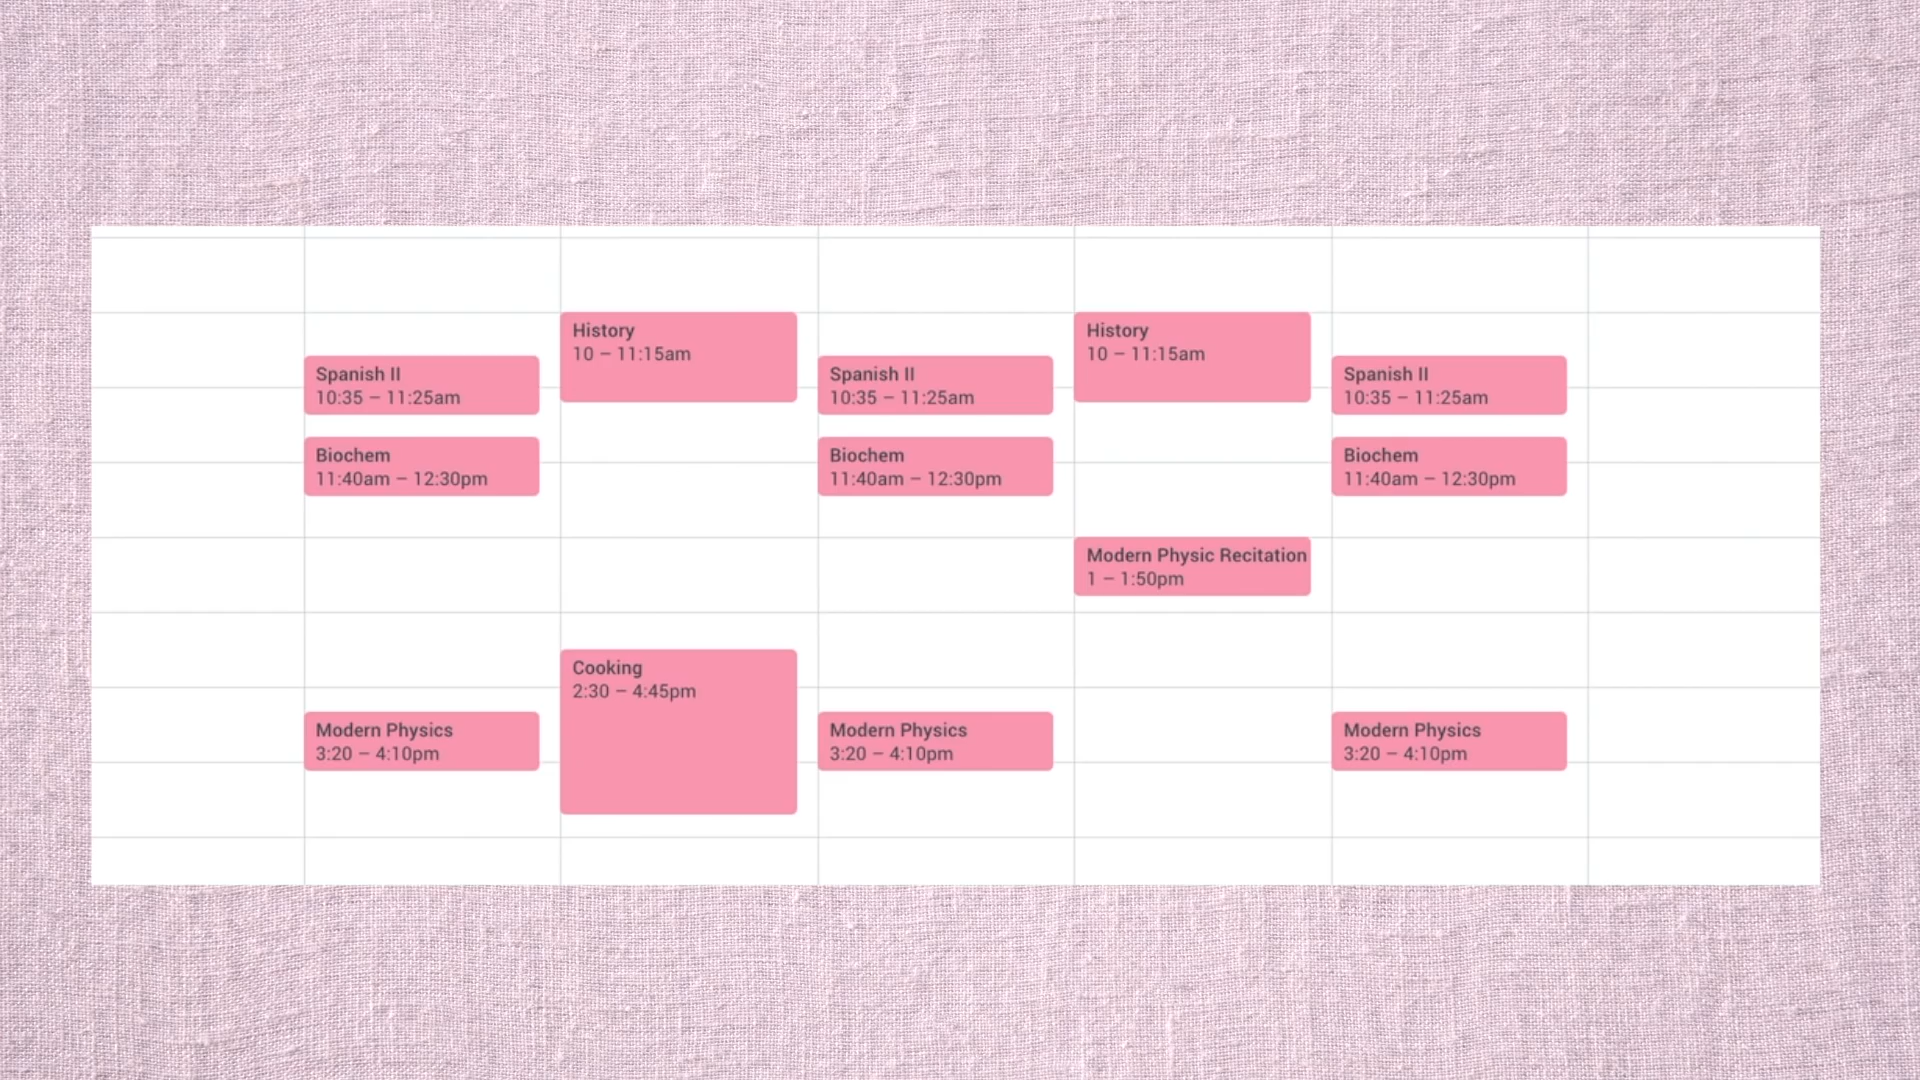 Spanish II
10:35 – 11:25am
Biochem
11:40am – 12:30pm
Modern Physics
3:20 – 4:10pm
History
10 – 11:15am
Cooking
2:30 – 4:45pm
Spanish II
10:35 – 11:25am
Biochem
11:40am – 12:30pm
Modern Physics
3:20 – 4:10pm
History
10 – 11:15am
Modern Physic Recitation
1 – 1:50pm
Spanish II
10:35 – 11:25am
Biochem
11:40am – 12:30pm
Modern Physics
3:20 – 4:10pm